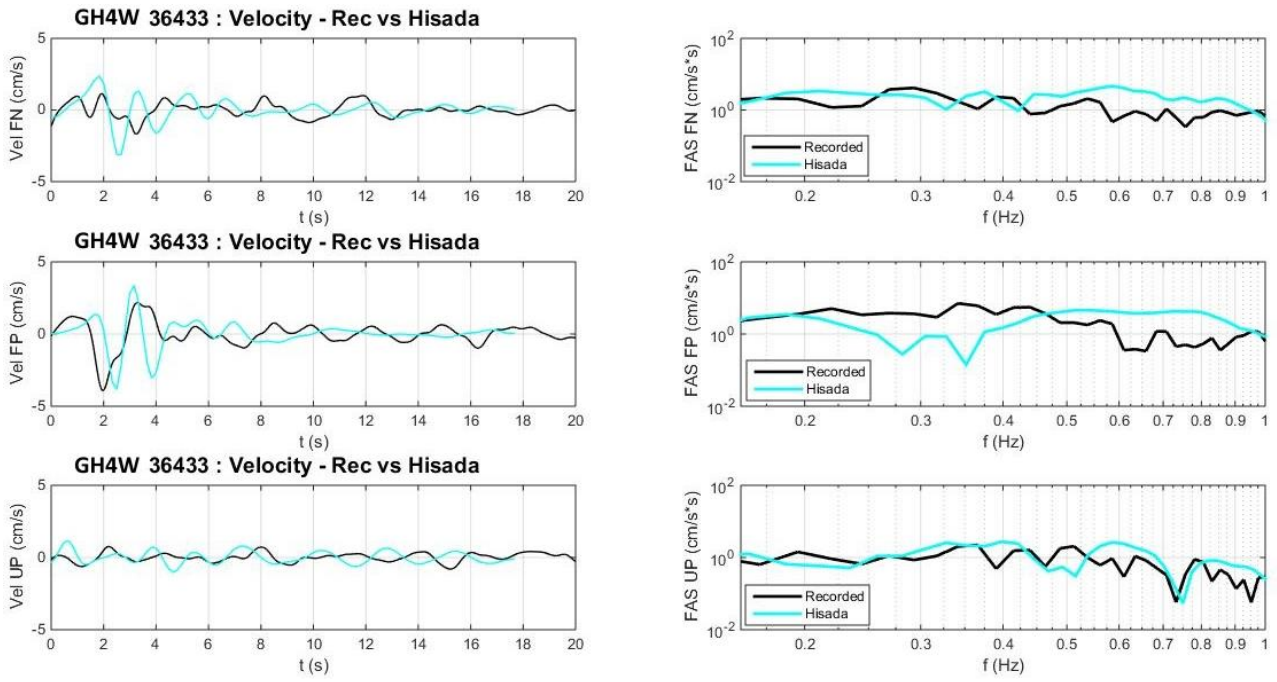 GH4W 36433 : Velocity - Rec vs Hisada
Vel FN (cm/s)
5
0
-5
0 2 4 6 8 10 12 14 16 18 20
t (s)
FAS FN (cm/s*s)
10^2
10^0
10^-2
Recorded
Hisada
0.2 0.3 0.4 0.5 0.6 0.7 0.8 0.9 1
f (Hz)
GH4W 36433 : Velocity - Rec vs Hisada
Vel FP (cm/s)
5
0
-5
0 2 4 6 8 10 12 14 16 18 20
t (s)
FAS FP (cm/s*s)
10^2
10^0
10^-2
Recorded
Hisada
0.2 0.3 0.4 0.5 0.6 0.7 0.8 0.9 1
f (Hz)
GH4W 36433 : Velocity - Rec vs Hisada
Vel UP (cm/s)
5
0
-5
0 2 4 6 8 10 12 14 16 18 20
t (s)
FAS UP (cm/s*s)
10^2
10^0
10^-2
Recorded
Hisada
0.2 0.3 0.4 0.5 0.6 0.7 0.8 0.9 1
f (Hz)